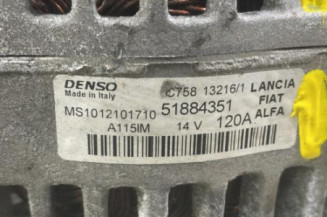 DENSO C758 13216/1 LANCIA
Made in Italy FIAT
MS1012101710 51884351 ALFA
A115IM 14 V 120A